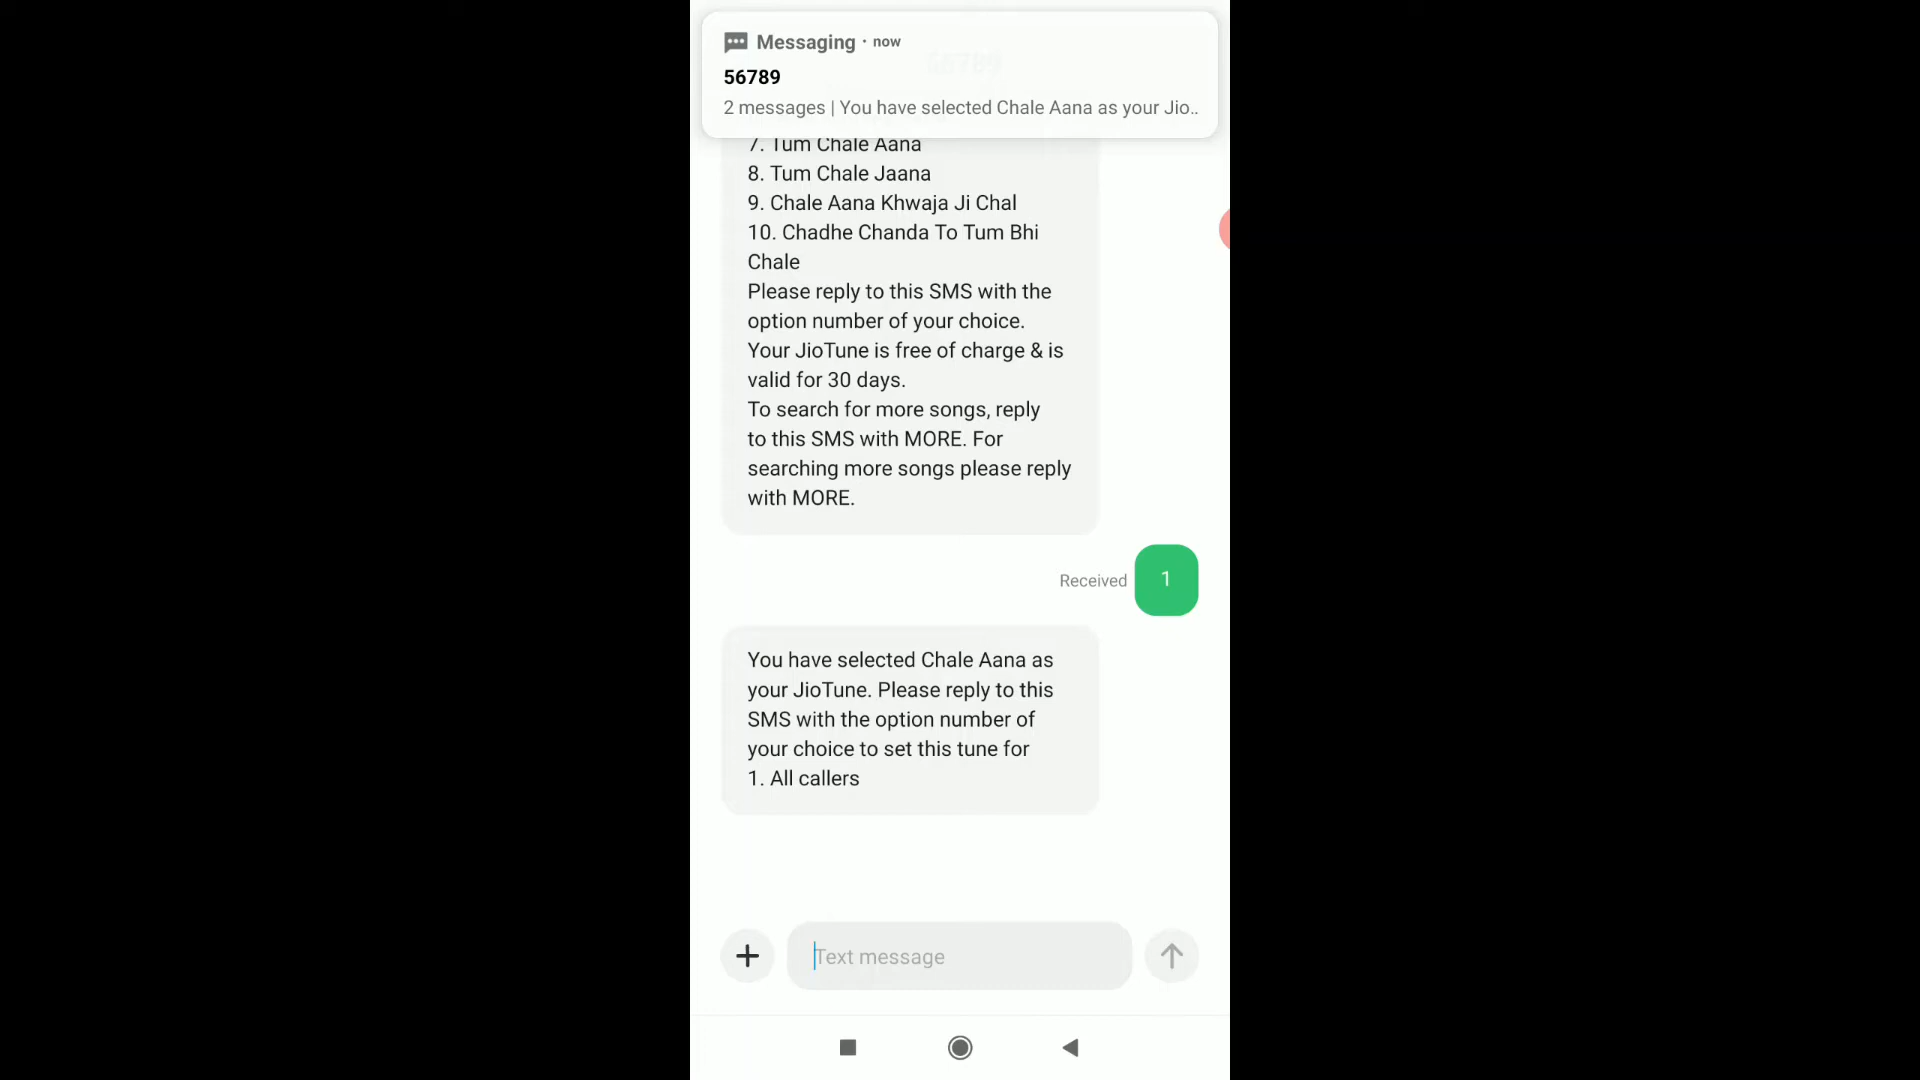 Messaging · now
56789
2 messages | You have selected Chale Aana as your Jio..
7. Tum Chale Aana
8. Tum Chale Jaana
9. Chale Aana Khwaja Ji Chal
10. Chadhe Chanda To Tum Bhi
Chale
Please reply to this SMS with the
option number of your choice.
Your JioTune is free of charge & is
valid for 30 days.
To search for more songs, reply
to this SMS with MORE. For
searching more songs please reply
with MORE.
Received 1
You have selected Chale Aana as
your JioTune. Please reply to this
SMS with the option number of
your choice to set this tune for
1. All callers
Text message